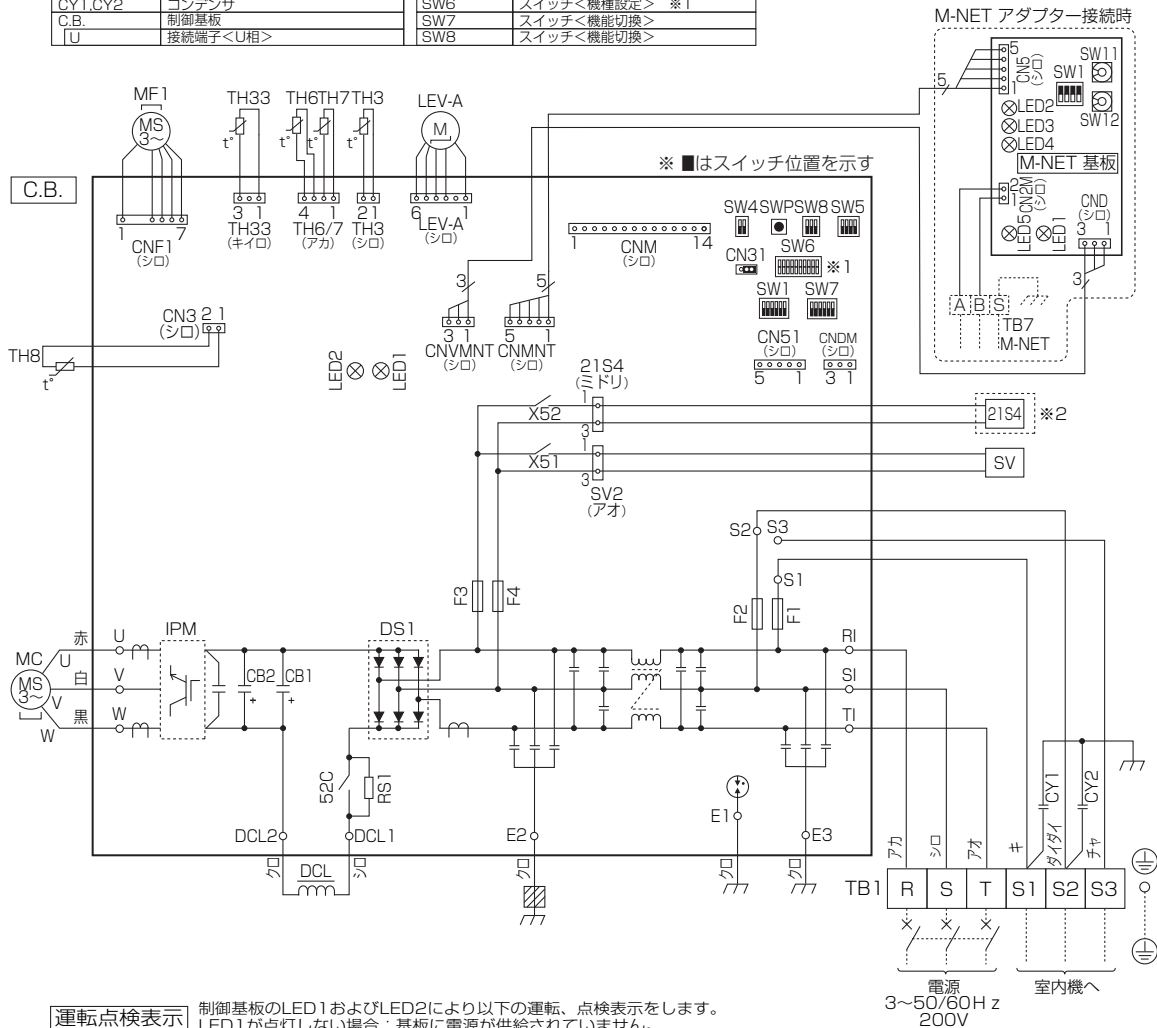 CY1,CY2 コンデンサ SW6 スイッチ<機種設定> ※1
C.B. 制御基板 SW7 スイッチ<機能切換>
U 接続端子<U相> SW8 スイッチ<機能切換>
M-NET アダプター接続時
MF1
MS
3~
TH33
t°
TH6 TH7 TH3
t°
t°
LEV-A
M
※ ■はスイッチ位置を示す
C.B.
1 7
CNF1
(シロ)
3 1
TH33
(キイロ)
4 1
TH6/7
(アカ)
2 1
TH3
(シロ)
6 1
LEV-A
(シロ)
1 14
CNM
(シロ)
SW4 SWP SW8 SW5
CN31
SW6
※1
SW1 SW7
CN51
(シロ)
5 1
CNDM
(シロ)
3 1
5
5
CN5
(シロ)
1
SW1
SW11
SW12
LED2
LED3
LED4
M-NET 基板
2
1
CN2M
(シロ)
LED5
LED1
CND
(シロ)
3 1
3
A B S
TB7
M-NET
3
3 1
CNVMNT
(シロ)
5
5 1
CNMNT
(シロ)
CN3 2 1
(シロ)
TH8
t°
LED2
LED1
21S4
(ミドリ)
1
3
X52
21S4 ※2
1
3
X51
SV2
(アオ)
SV
S2 S3
S1
F3
F4
F2
F1
RI
SI
TI
MC
MS
3~
赤 U
U
白 V
V
黒 W
W
IPM
CB2 CB1
+ +
DS1
52C
RS1
DCL2
DCL1
E2
E1
E3
クロ
DCL
シロ
クロ
クロ
クロ
アカ
シロ
アオ
キ
ダイダイ
チャ
CY1
CY2
TB1 R S T S1 S2 S3
電源
3~50/60Hz
200V
室内機へ
運転点検表示
制御基板のLED1およびLED2により以下の運転、点検表示をします。
LED1が点灯しない場合:基板に電源が供給されていません。